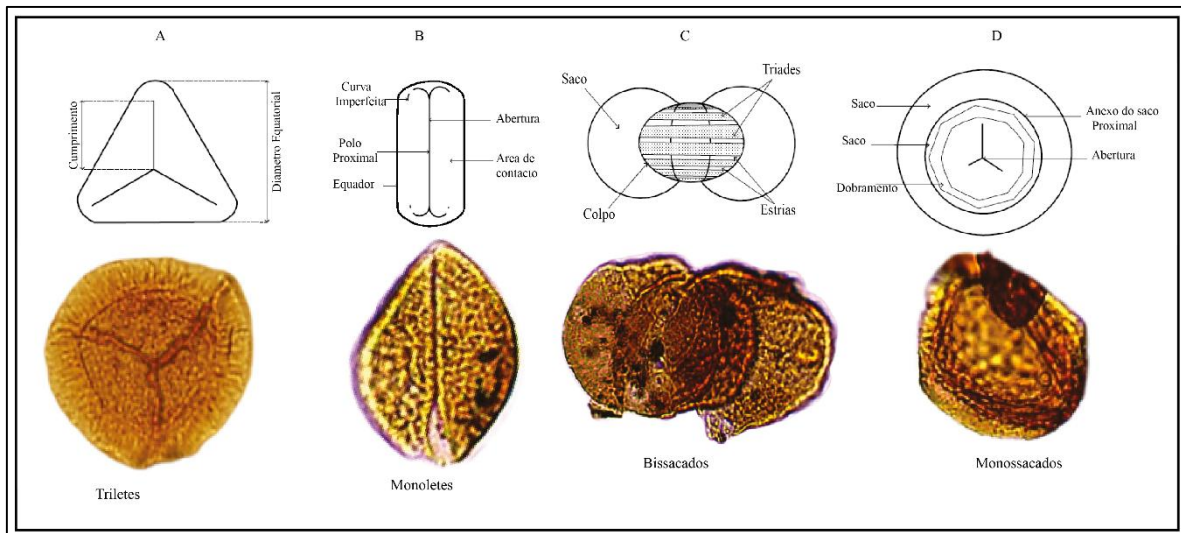 A
B
C
D
Cumprimento
Diametro Equatorial
Curva
Imperfeita
Abertura
Polo
Proximal
Area de
contacto
Equador
Saco
Triades
Colpo
Estrias
Saco
Anexo do saco
Proximal
Saco
Abertura
Dobramento
Triletes
Monoletes
Bissacados
Monossacados